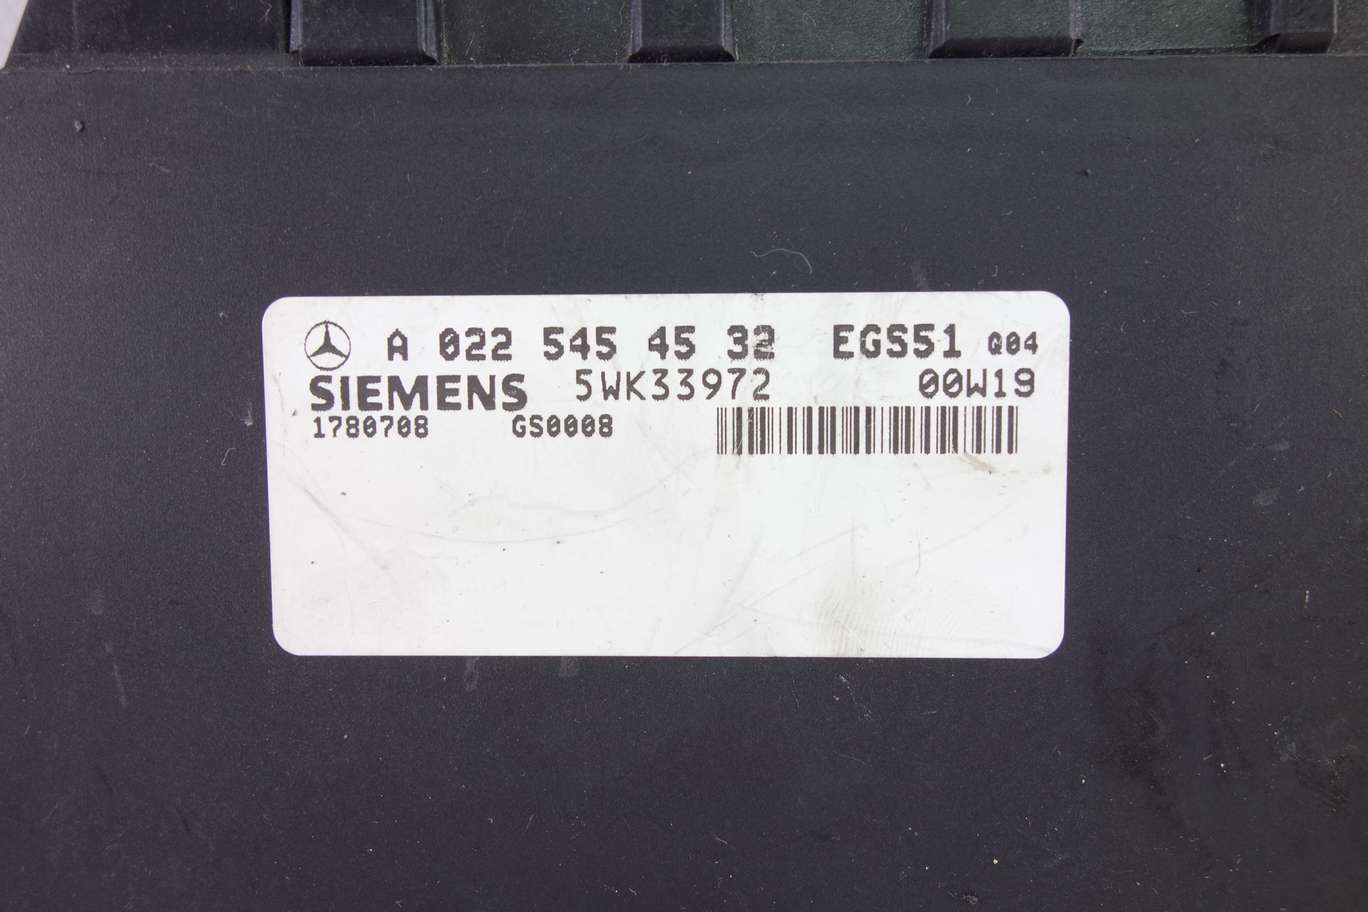 A 022 545 45 32 EGS51 Q04
SIEMENS 5WK33972 00W19
1780708 GS0008